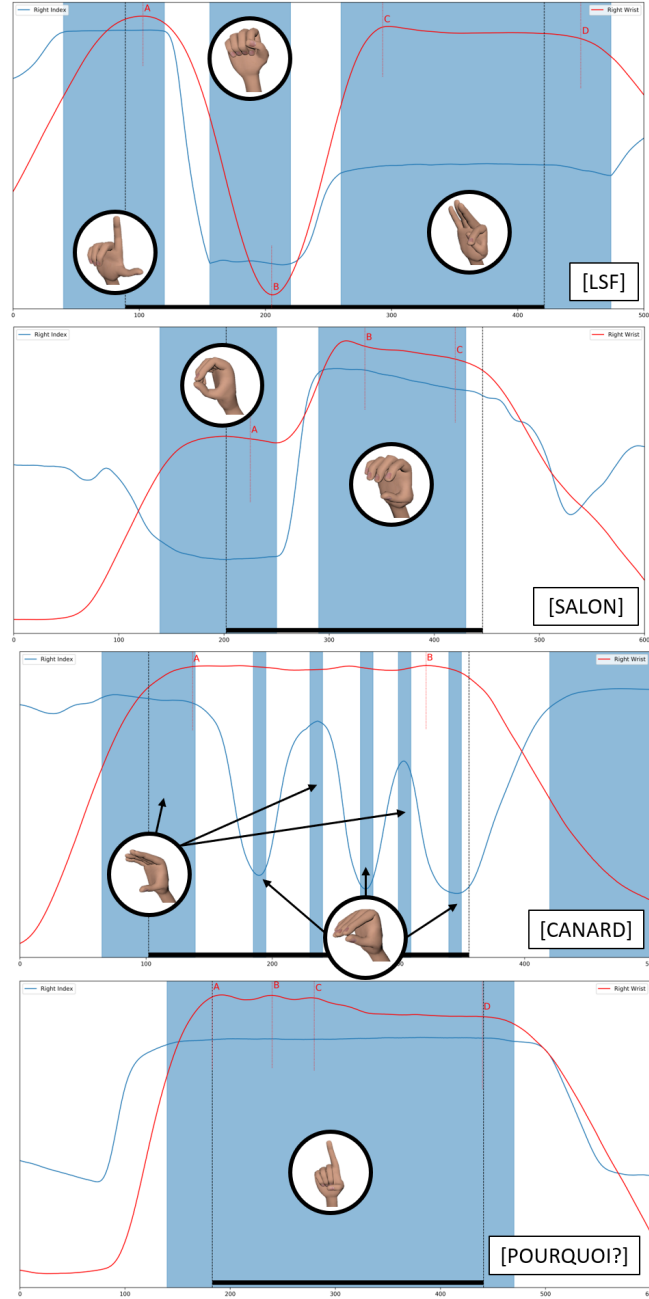 Right Index
Right Wrist
A
B
C
D
[LSF]
0 100 200 300 400 500
Right Index
Right Wrist
A
B
C
[SALON]
0 100 200 300 400 500 600
Right Index
Right Wrist
A
B
[CANARD]
0 100 400
Right Index
Right Wrist
A
B
C
D
[POURQUOI?]
0 100 200 300 400 500